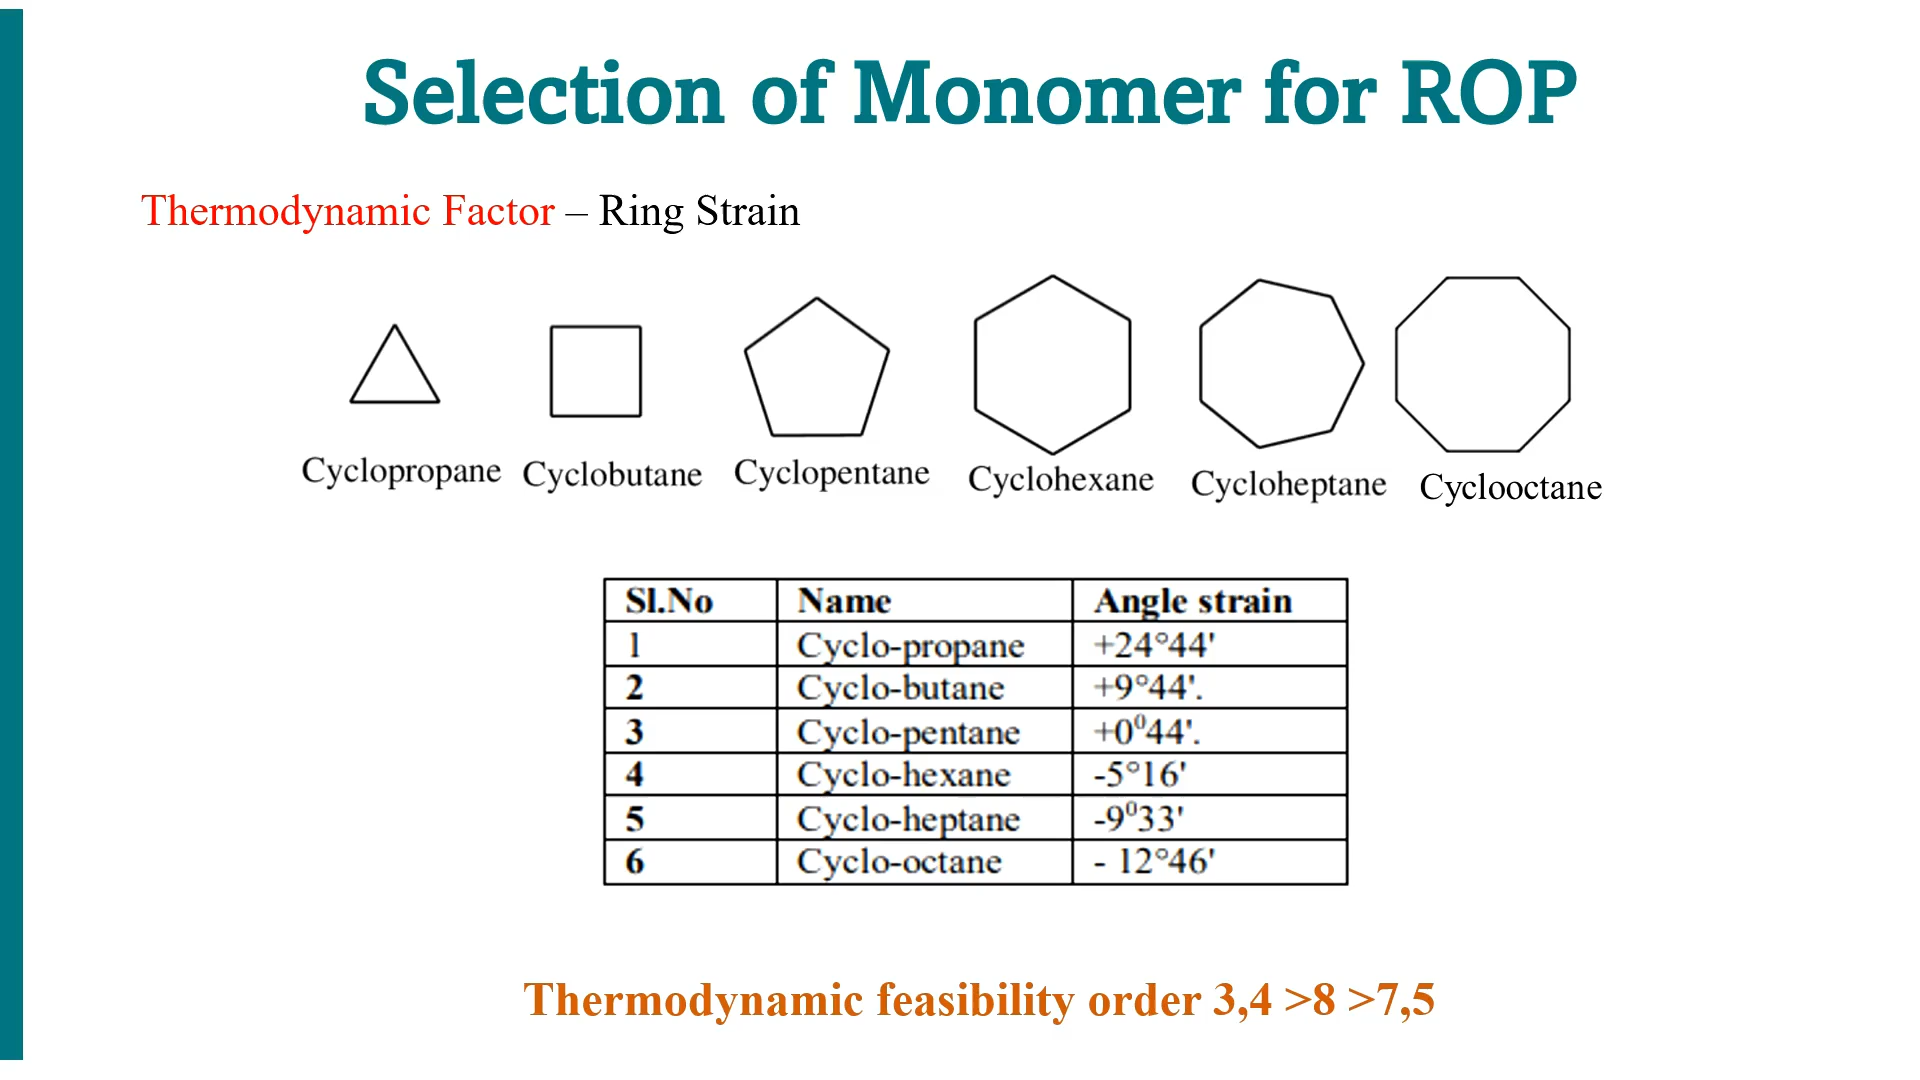 Selection of Monomer for ROP
Thermodynamic Factor – Ring Strain
Cyclopropane Cyclobutane Cyclopentane Cyclohexane Cycloheptane Cyclooctane
Sl.No Name Angle strain
1 Cyclo-propane +24°44'
2 Cyclo-butane +9°44'.
3 Cyclo-pentane +0⁰44'.
4 Cyclo-hexane -5°16'
5 Cyclo-heptane -9⁰33'
6 Cyclo-octane - 12°46'
Thermodynamic feasibility order 3,4 >8 >7,5